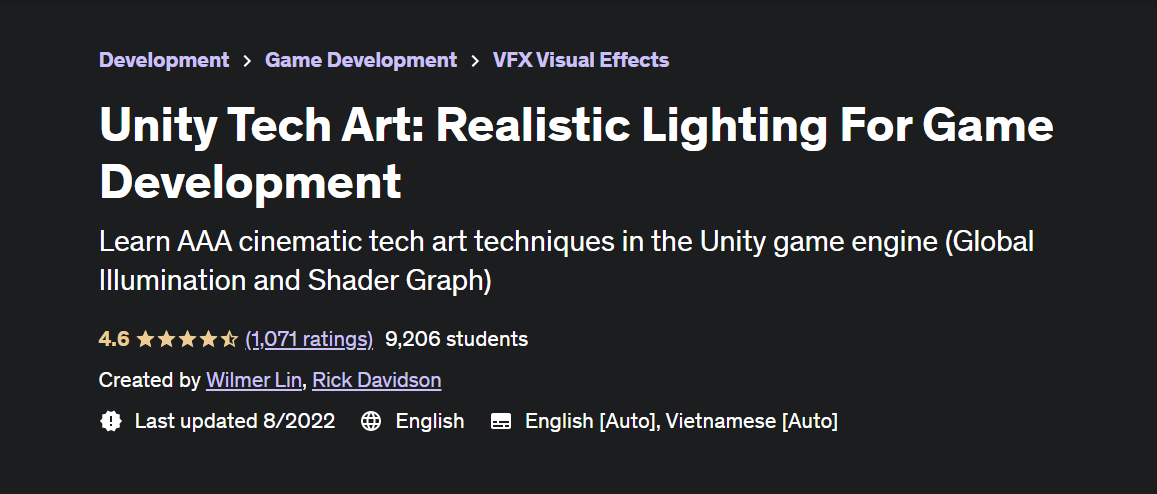 Development > Game Development > VFX Visual Effects
Unity Tech Art: Realistic Lighting For Game
Development
Learn AAA cinematic tech art techniques in the Unity game engine (Global
Illumination and Shader Graph)
4.6 (1,071 ratings) 9,206 students
Created by Wilmer Lin, Rick Davidson
Last updated 8/2022 English English [Auto], Vietnamese [Auto]